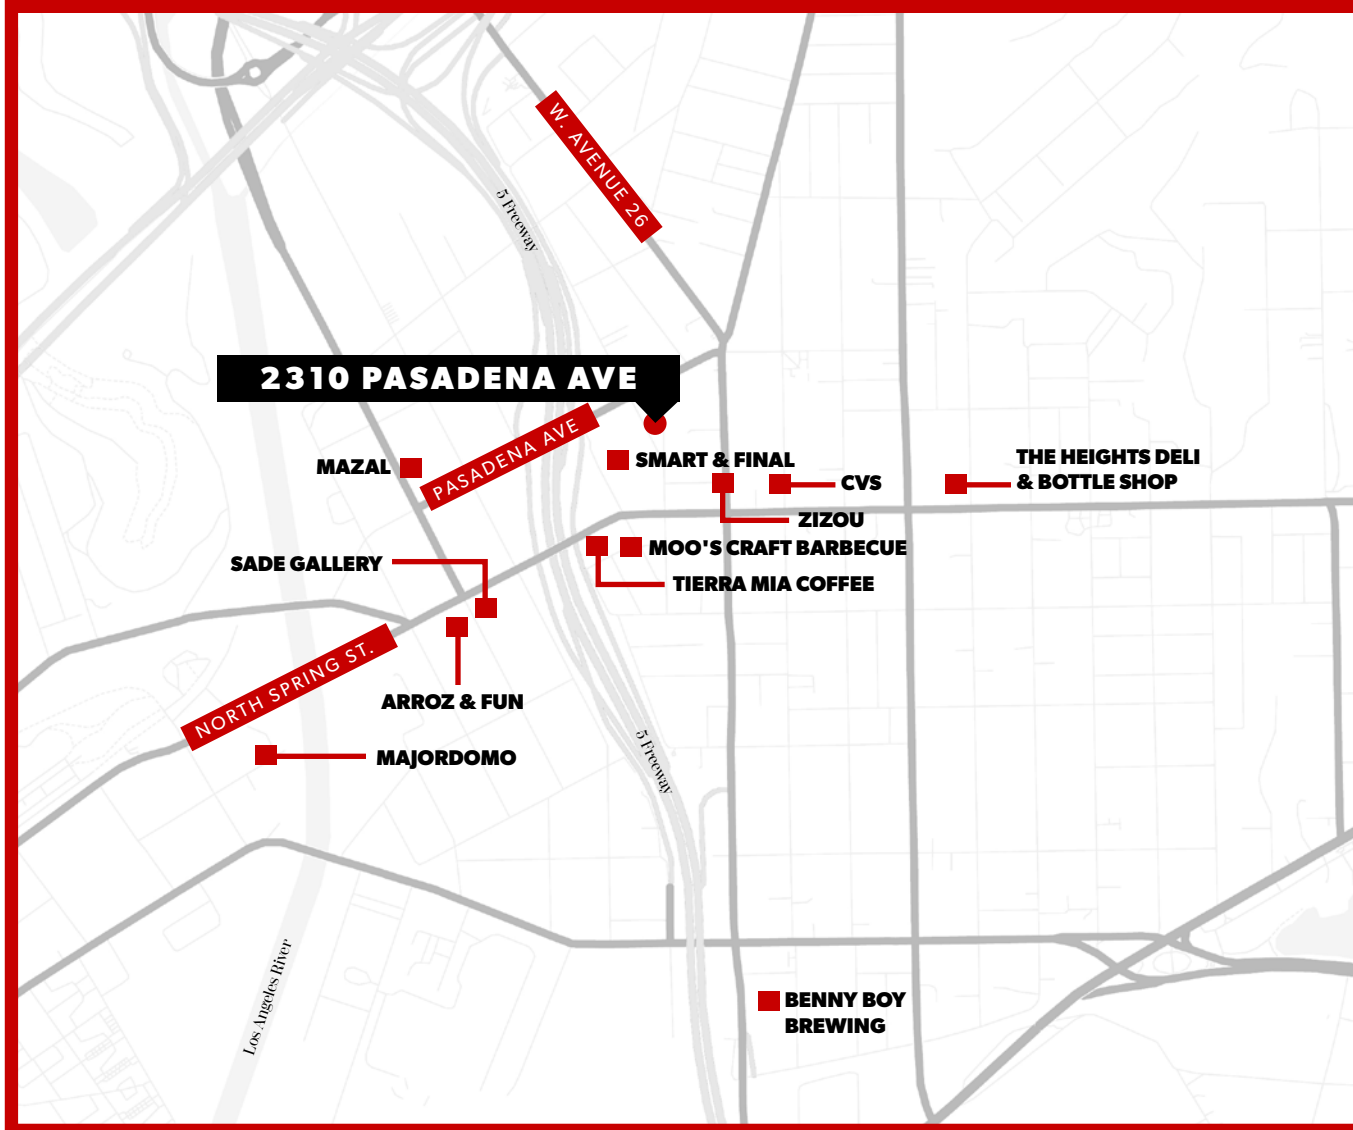 W. AVENUE 26
5 Freeway
2310 PASADENA AVE
PASADENA AVE
MAZAL
SMART & FINAL
CVS
THE HEIGHTS DELI
& BOTTLE SHOP
ZIZOU
MOO'S CRAFT BARBECUE
SADE GALLERY
TIERRA MIA COFFEE
NORTH SPRING ST.
ARROZ & FUN
MAJORDOMO
5 Freeway
Los Angeles River
BENNY BOY
BREWING